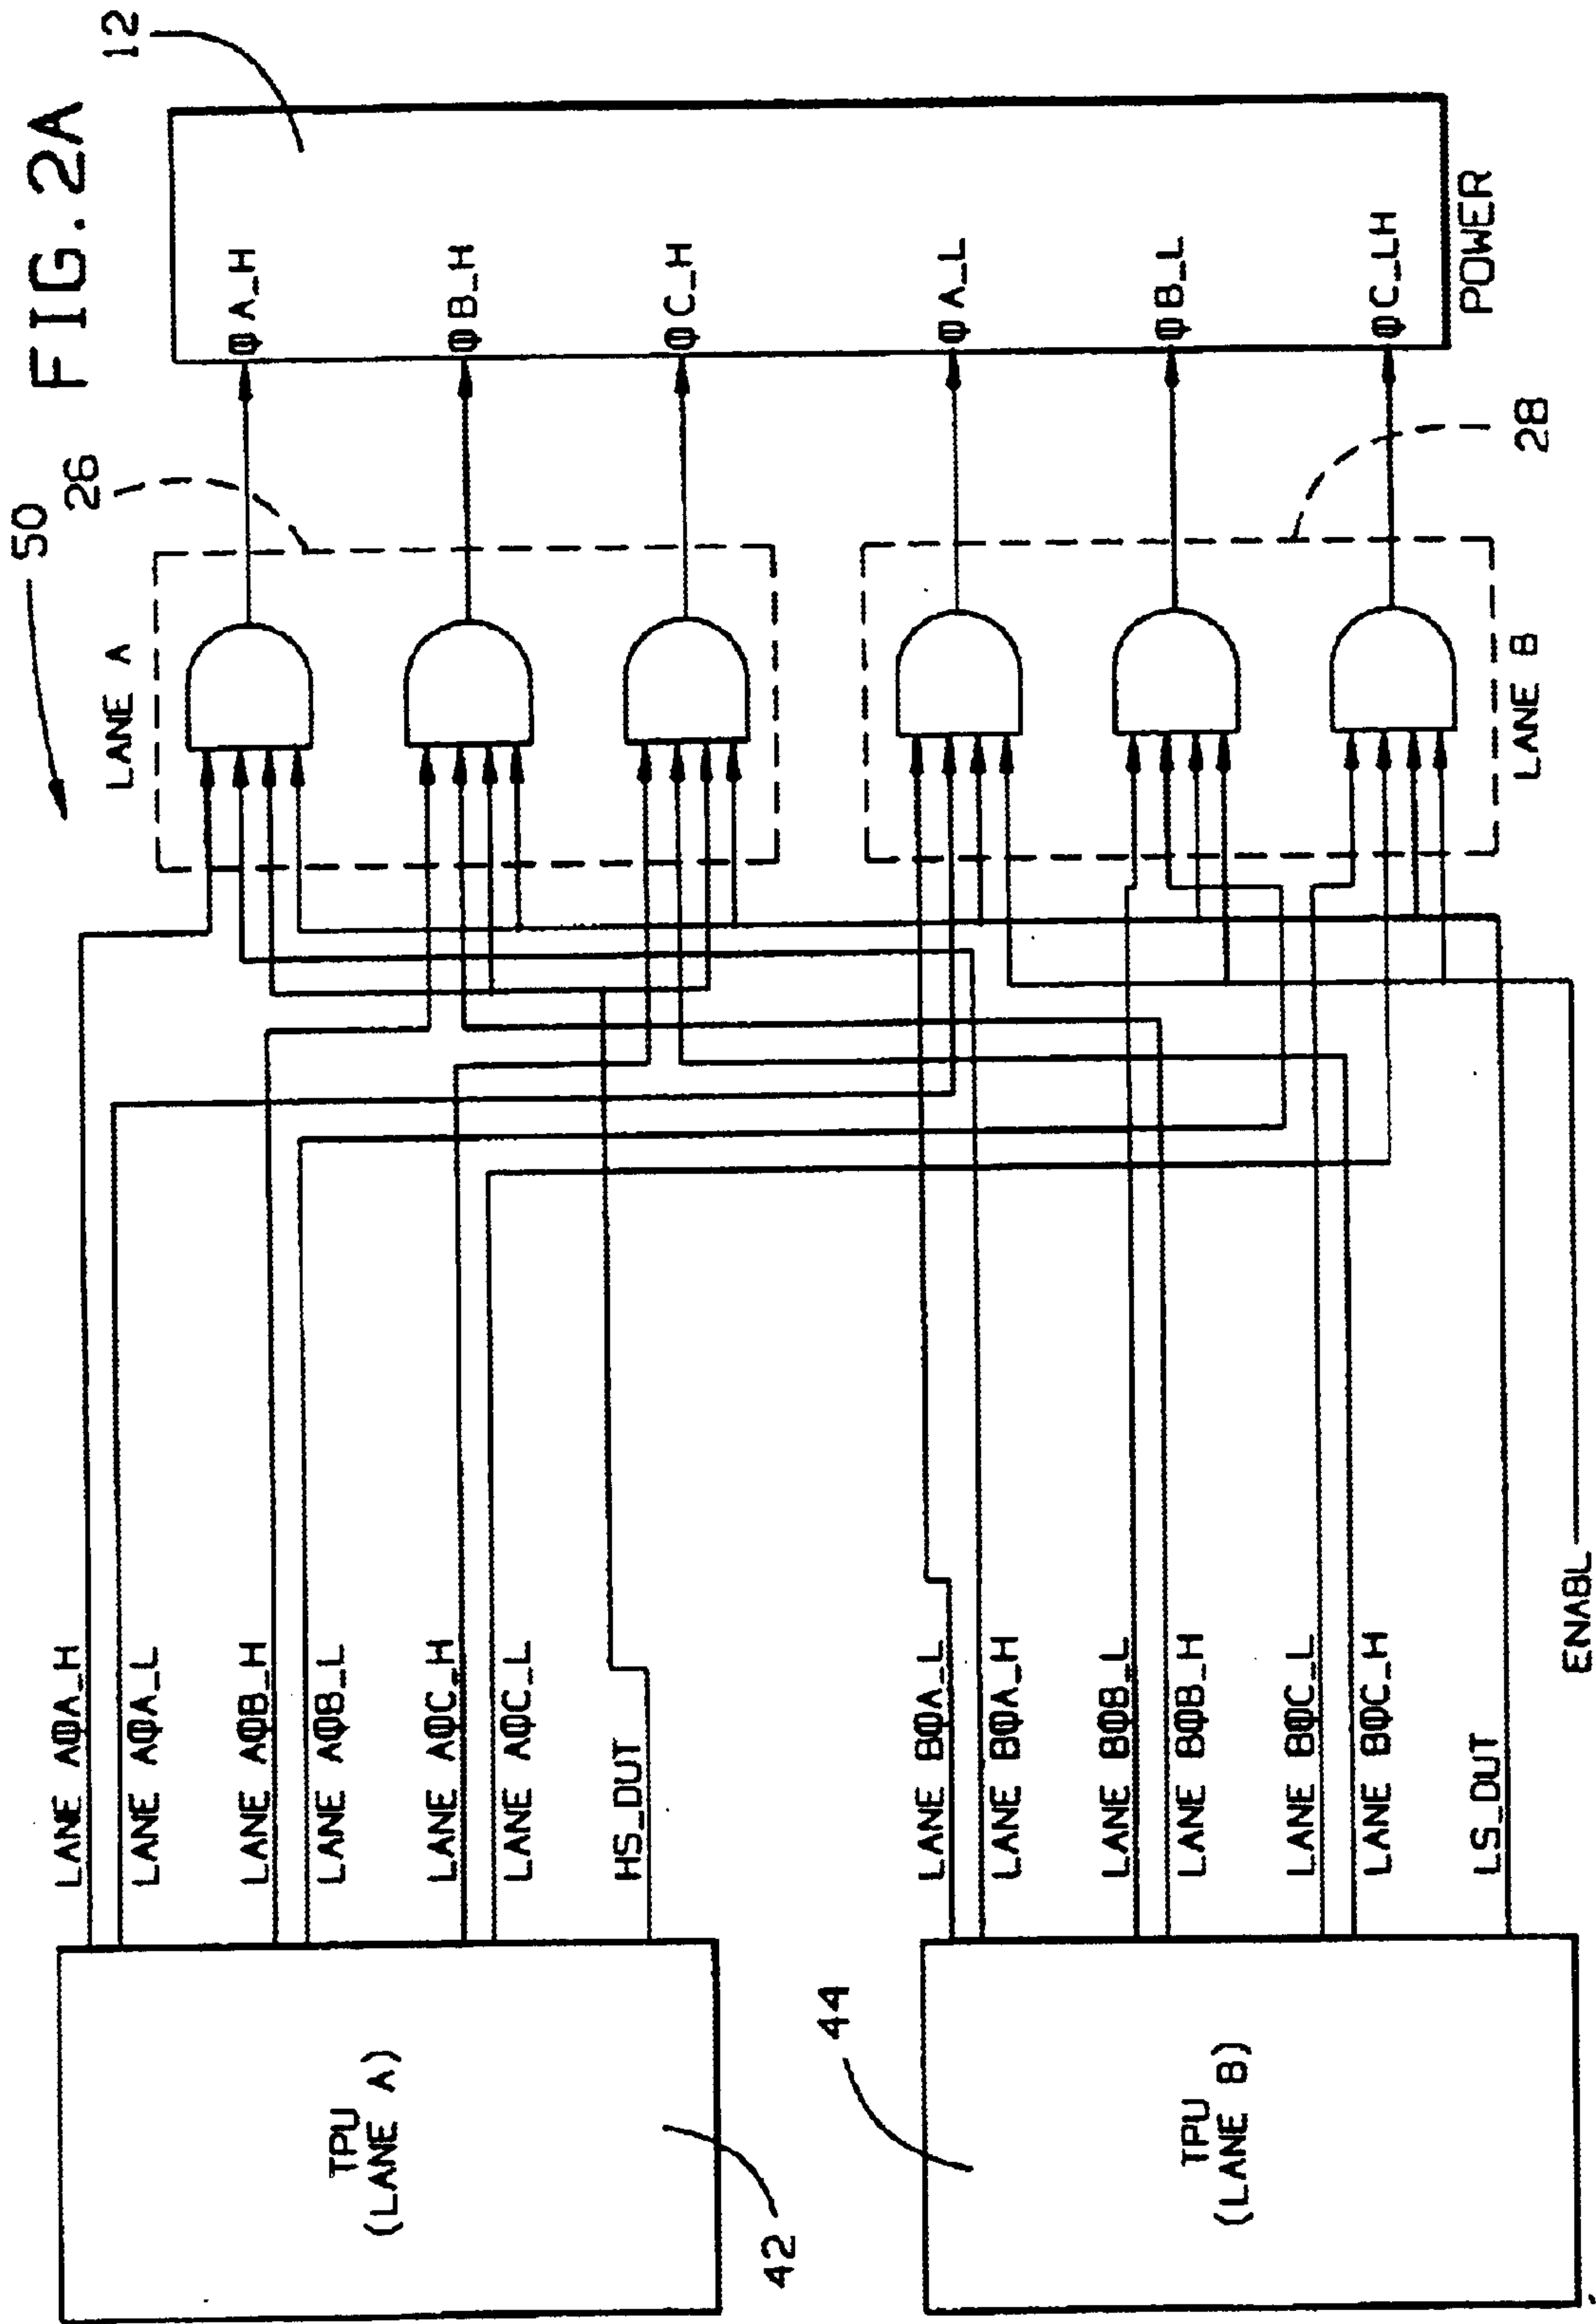 FIG. 2A
50
12
26
LANE A
LANE AΦA_H
LANE AΦA_L
LANE AΦB_H
LANE AΦB_L
LANE AΦC_H
LANE AΦC_L
HS_OUT
TPU
(LANE A)
42
ΦA_H
ΦB_H
ΦC_H
ΦA_L
ΦB_L
ΦC_LH
POWER
28
LANE B
44
TPU
(LANE B)
LANE BΦA_L
LANE BΦA_H
LANE BΦB_L
LANE BΦB_H
LANE BΦC_L
LANE BΦC_H
LS_OUT
ENABL